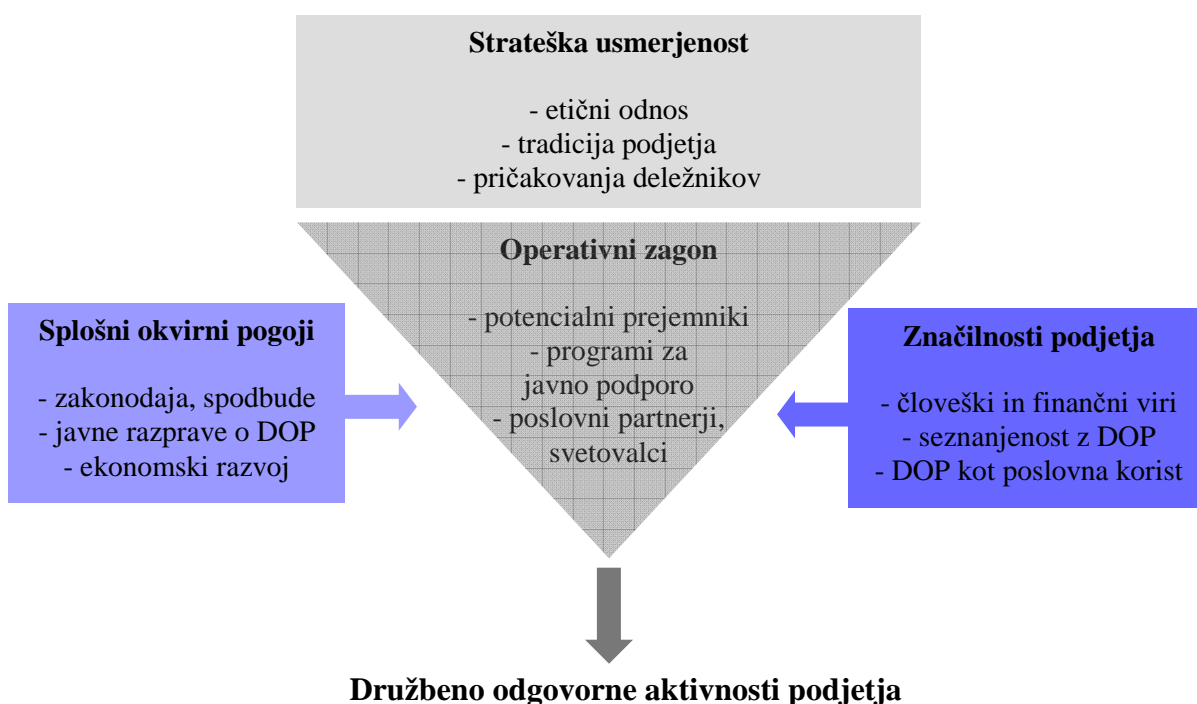 Strateška usmerjenost
- etični odnos
- tradicija podjetja
- pričakovanja deležnikov
Operativni zagon
- potencialni prejemniki
- programi za
javno podporo
- poslovni partnerji,
svetovalci
Splošni okvirni pogoji
- zakonodaja, spodbude
- javne razprave o DOP
- ekonomski razvoj
Značilnosti podjetja
- človeški in finančni viri
- seznanjenost z DOP
- DOP kot poslovna korist
Družbeno odgovorne aktivnosti podjetja